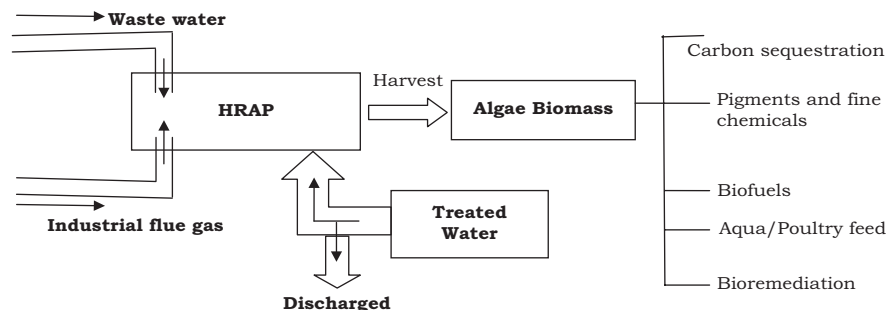 Waste water
Carbon sequestration
Harvest
HRAP
Algae Biomass
Pigments and fine
chemicals
Biofuels
Industrial flue gas
Treated
Water
Aqua/Poultry feed
Bioremediation
Discharged